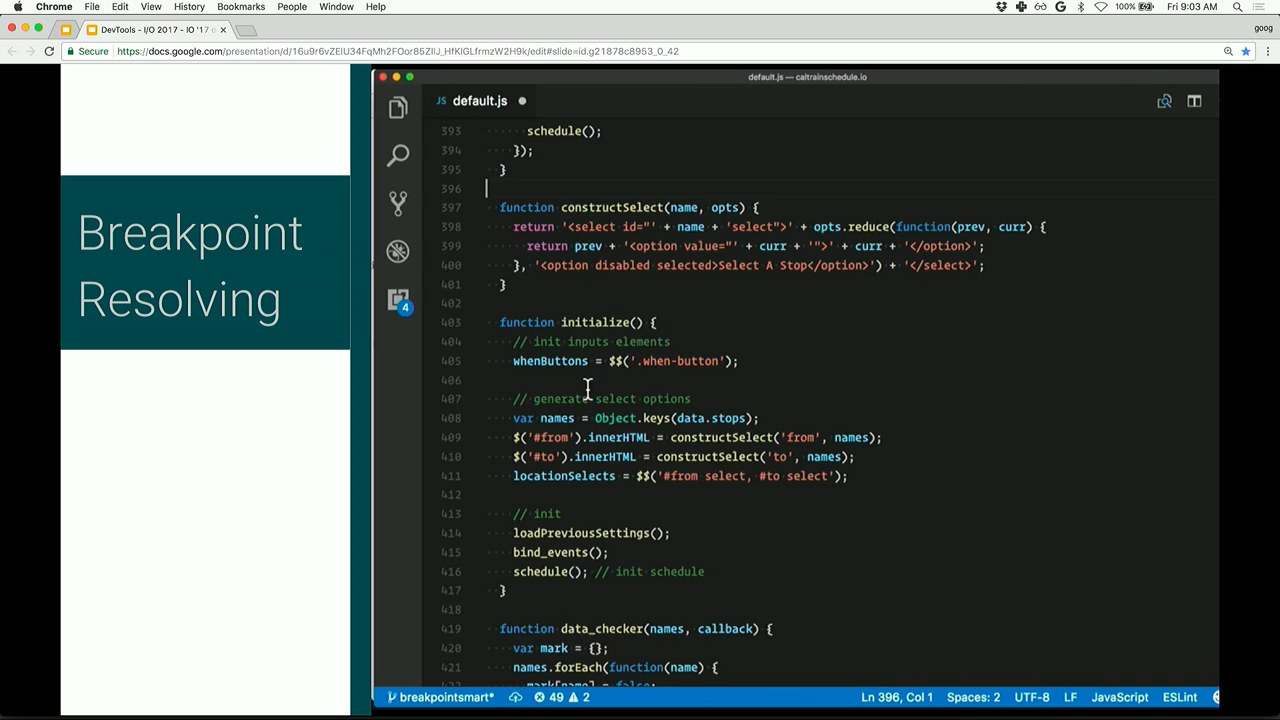 Chrome File Edit View History Bookmarks People Window Help 100% Fri 9:03 AM
DevTools - I/O 2017 - IO '17 d × goog
Secure https://docs.google.com/presentation/d/16u9r6vZEIU34FqMh2FOor85ZIlJ_HfKlGLfrmzW2H9k/edit#slide=id.g21878c8953_0_42
default.js — caltrainschedule.io
JS default.js
Breakpoint
Resolving
393 schedule();
394 });
395 }
396
397 function constructSelect(name, opts) {
398 return '<select id="' + name + 'select">' + opts.reduce(function(prev, curr) {
399 return prev + '<option value="' + curr + '">' + curr + '</option>';
400 }, '<option disabled selected>Select A Stop</option>') + '</select>';
401 }
402
403 function initialize() {
404 // init inputs elements
405 whenButtons = $$('.when-button');
406
407 // generate select options
408 var names = Object.keys(data.stops);
409 $('#from').innerHTML = constructSelect('from', names);
410 $('#to').innerHTML = constructSelect('to', names);
411 locationSelects = $$('#from select, #to select');
412
413 // init
414 loadPreviousSettings();
415 bind_events();
416 schedule(); // init schedule
417 }
418
419 function data_checker(names, callback) {
420 var mark = {};
421 names.forEach(function(name) {
422 mark[name] = false;
4
breakpointsmart* 49 2 Ln 396, Col 1 Spaces: 2 UTF-8 LF JavaScript ESLint